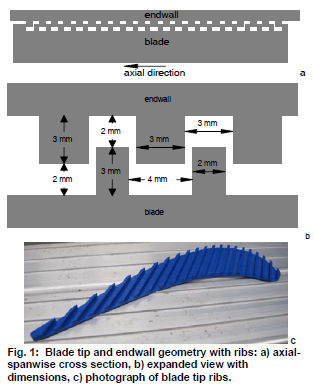 endwall
blade
axial direction
a
endwall
2 mm
3 mm
3 mm
3 mm
3 mm
2 mm
2 mm
4 mm
blade
b
c
Fig. 1: Blade tip and endwall geometry with ribs: a) axial-
spanwise cross section, b) expanded view with
dimensions, c) photograph of blade tip ribs.